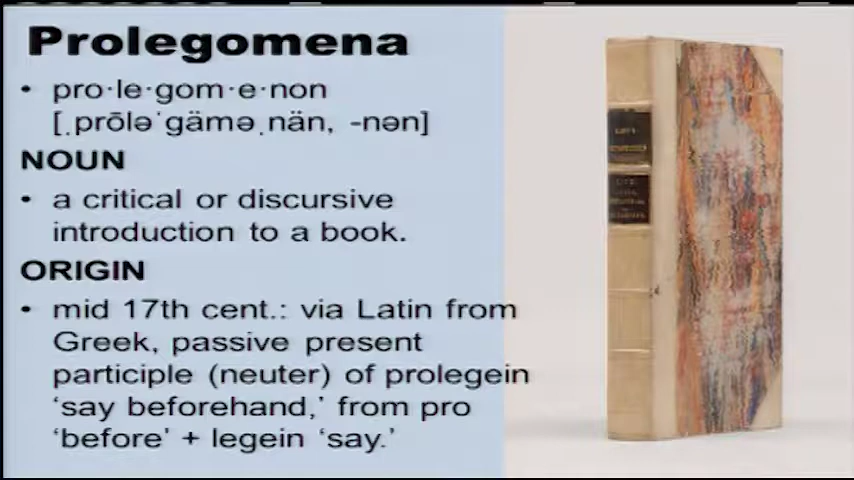 Prolegomena
• pro·le·gom·e·non
[ˌprōləˈgäməˌnän, -nən]
NOUN
• a critical or discursive
introduction to a book.
ORIGIN
• mid 17th cent.: via Latin from
Greek, passive present
participle (neuter) of prolegein
‘say beforehand,’ from pro
‘before’ + legein ‘say.’